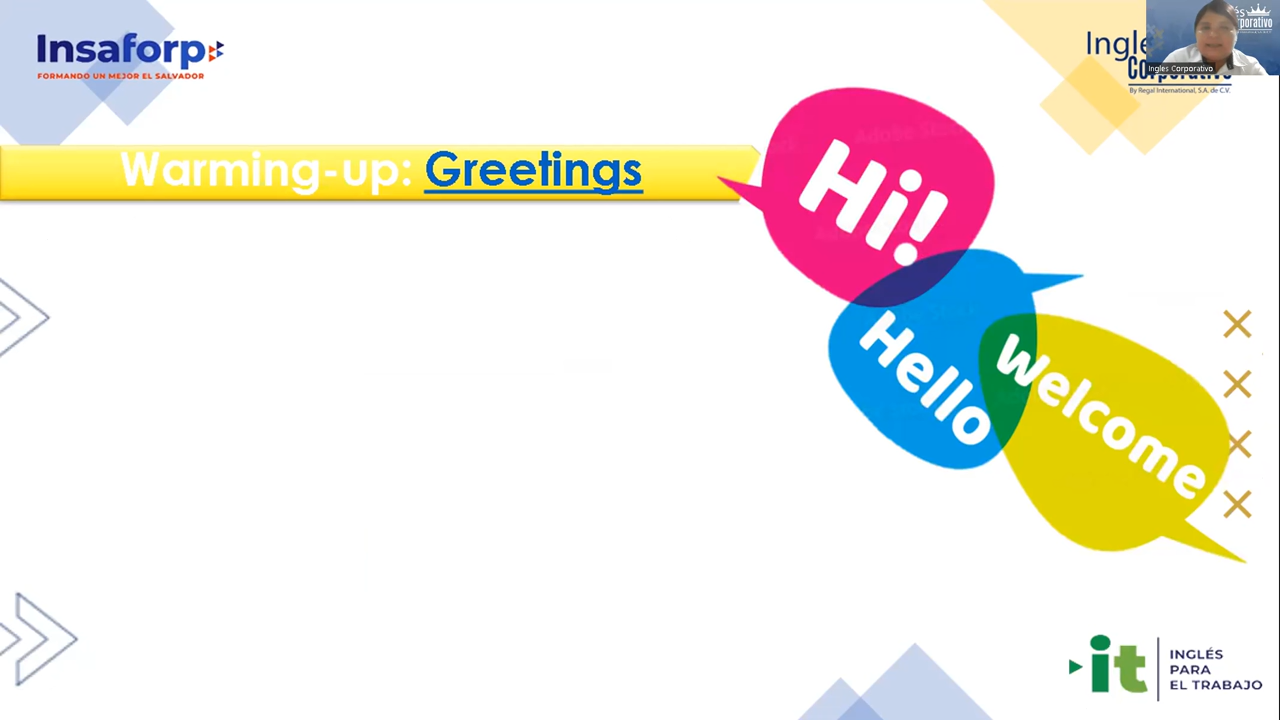 Insaforp
FORMANDO UN MEJOR EL SALVADOR
Corporativo
By Regal International, S.A. de C.V.
Ingles Corporativo
Warming-up: Greetings
Hi!
Hello
Welcome
it
INGLÉS
PARA
EL TRABAJO